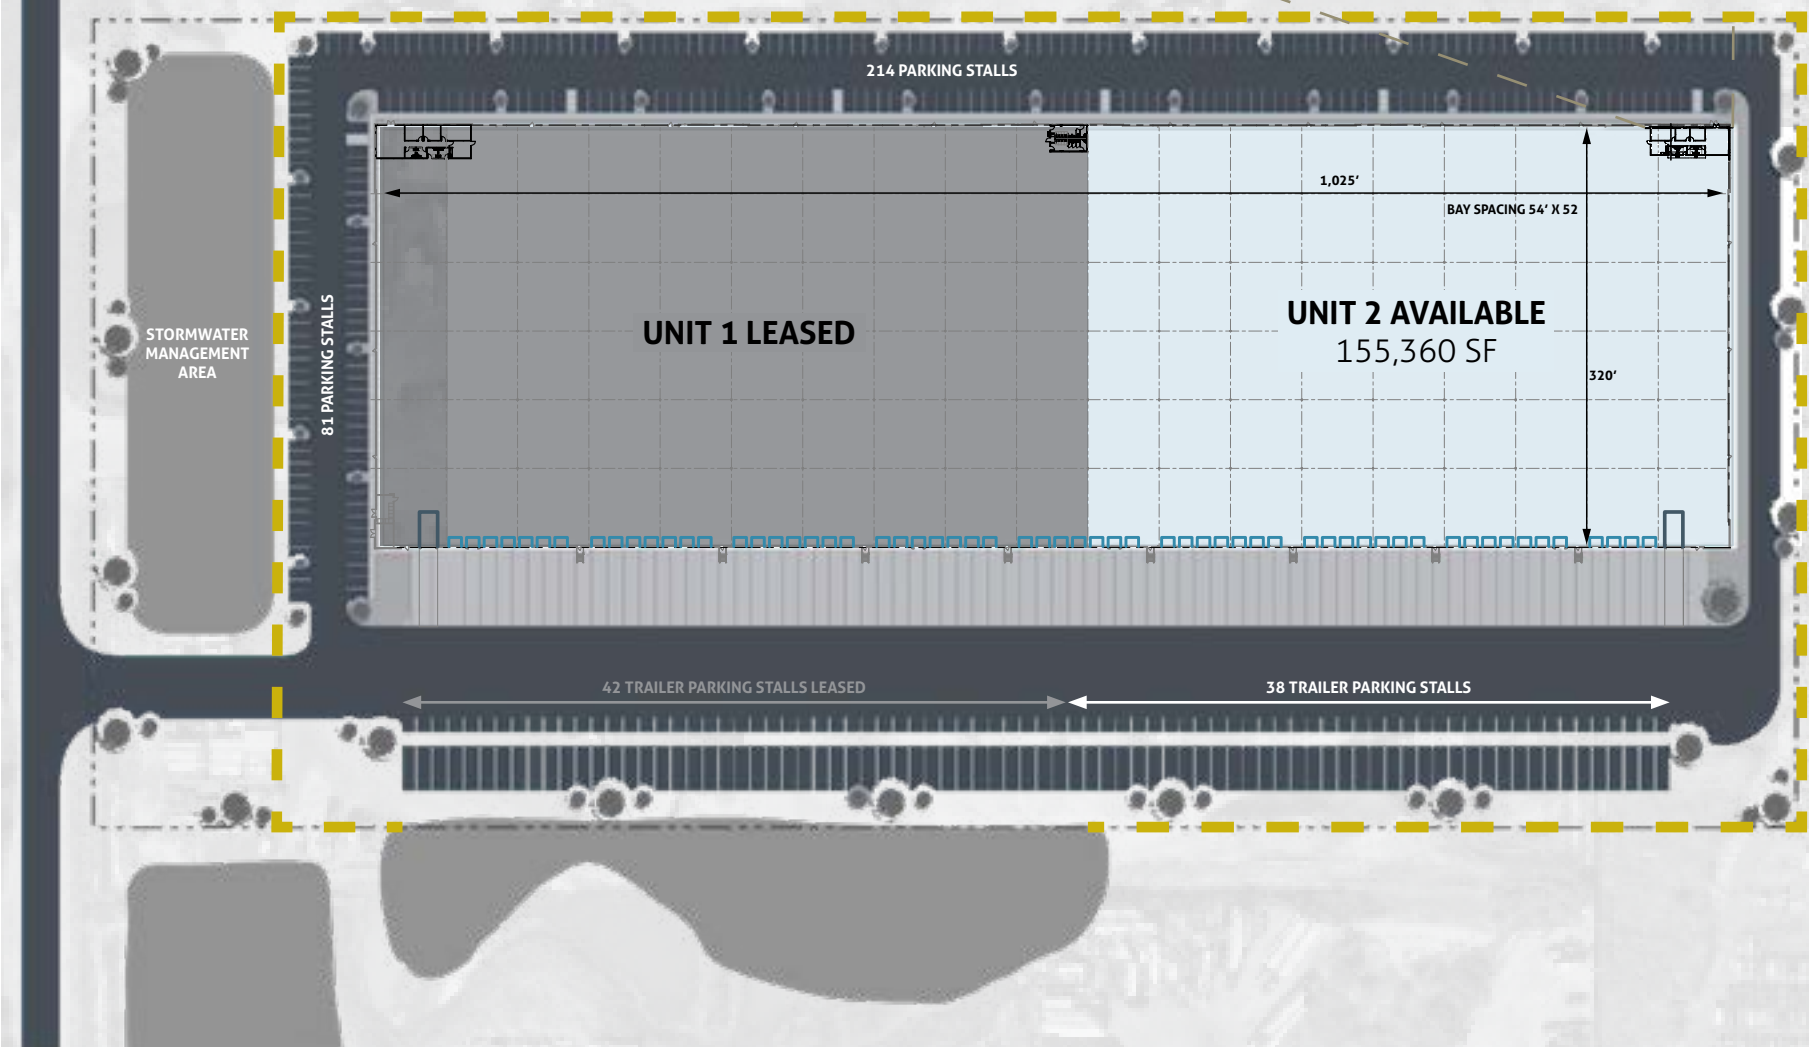 214 PARKING STALLS
1,025'
BAY SPACING 54' X 52
UNIT 1 LEASED
UNIT 2 AVAILABLE
155,360 SF
320'
STORMWATER
MANAGEMENT
AREA
81 PARKING STALLS
42 TRAILER PARKING STALLS LEASED
38 TRAILER PARKING STALLS